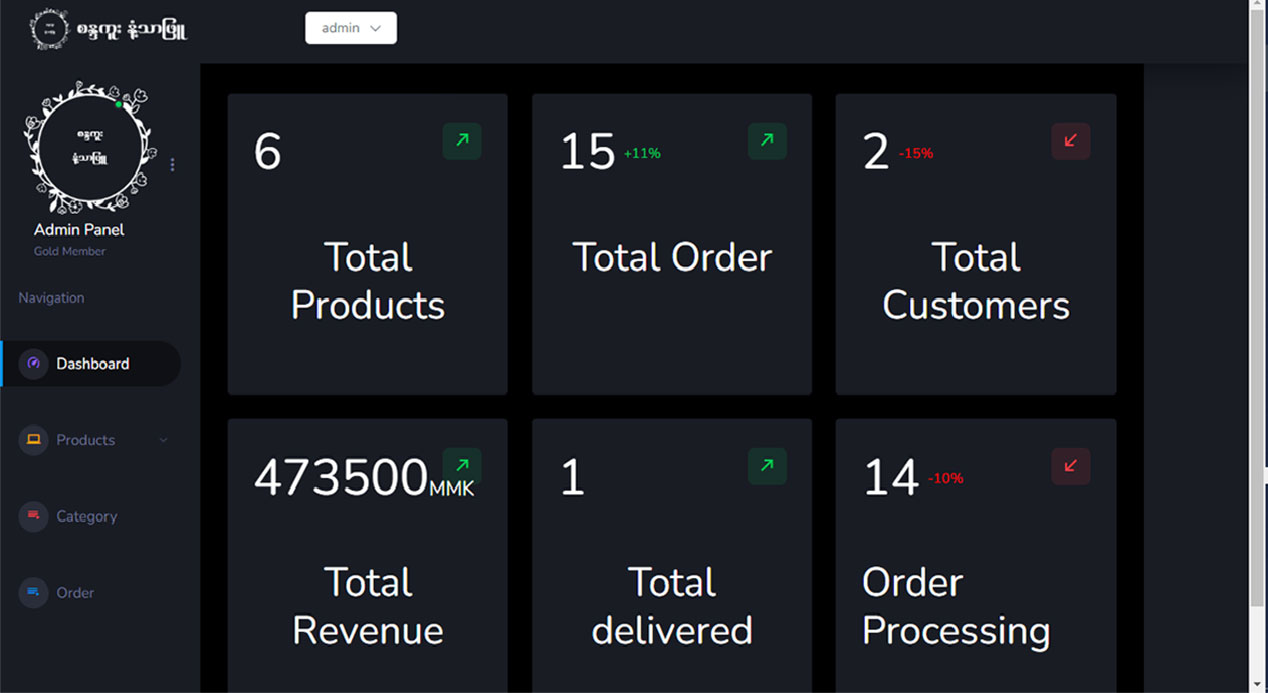 စန္ဒကူး နံ့သာဖြူ
admin
စန္ဒကူး
နံ့သာဖြူ
Admin Panel
Gold Member
Navigation
Dashboard
Products
Category
Order
6
Total
Products
15 +11%
Total Order
2 -15%
Total
Customers
473500MMK
Total
Revenue
1
Total
delivered
14 -10%
Order
Processing